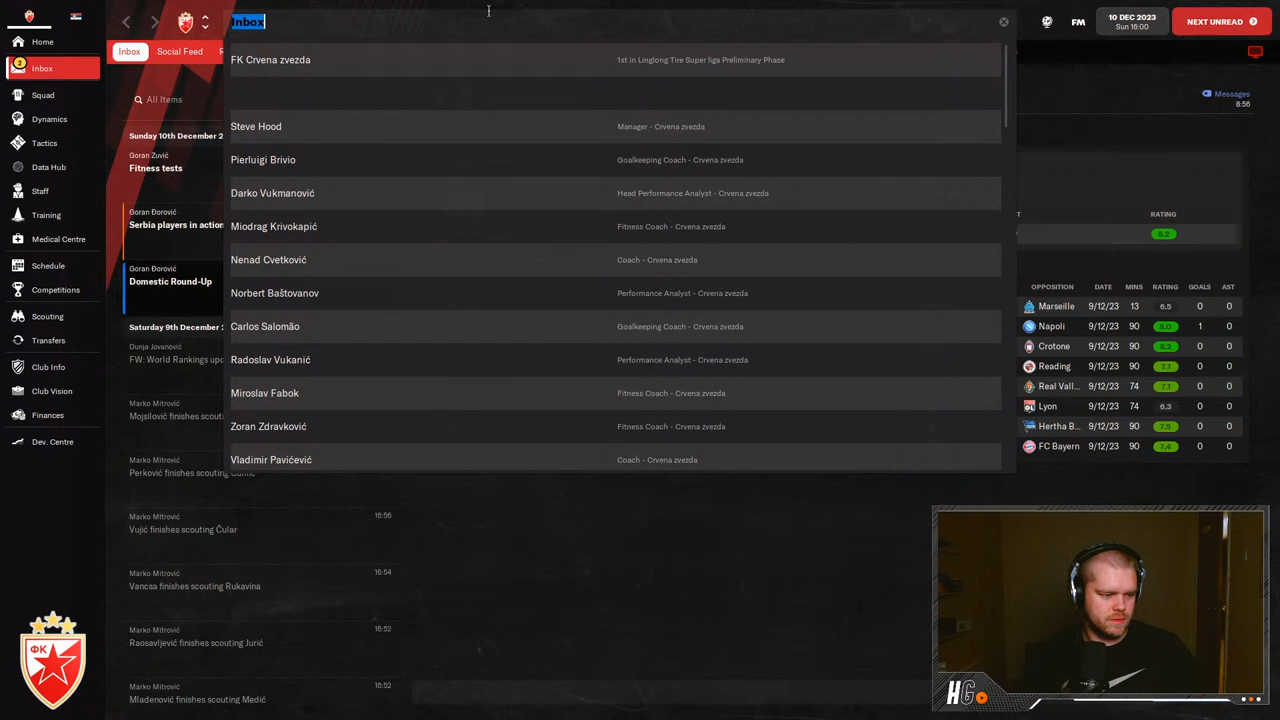 Inbox
10 DEC 2023
Sun 16:00
FM
NEXT UNREAD
Home
2
Inbox
Squad
Dynamics
Tactics
Data Hub
Staff
Training
Medical Centre
Schedule
Competitions
Scouting
Transfers
Club Info
Club Vision
Finances
Dev. Centre
ФК
Inbox
Social Feed
All Items
Sunday 10th December 2
Goran Zuvić
Fitness tests
Goran Đorović
Serbia players in action
Goran Đorović
Domestic Round-Up
Saturday 9th December 2
Dunja Jovanović
FW: World Rankings upd
Marko Mitrović
Mojsilović finishes scouti
Marko Mitrović
Perković finishes scouting
Marko Mitrović
16:56
Vujić finishes scouting Čular
Marko Mitrović
16:54
Vancsa finishes scouting Rukavina
Marko Mitrović
16:52
Raosavljević finishes scouting Jurić
Marko Mitrović
16:52
Mladenović finishes scouting Medić
FK Crvena zvezda 1st in Linglong Tire Super liga Preliminary Phase
Steve Hood Manager - Crvena zvezda
Pierluigi Brivio Goalkeeping Coach - Crvena zvezda
Darko Vukmanović Head Performance Analyst - Crvena zvezda
Miodrag Krivokapić Fitness Coach - Crvena zvezda
Nenad Cvetković Coach - Crvena zvezda
Norbert Baštovanov Performance Analyst - Crvena zvezda
Carlos Salomão Goalkeeping Coach - Crvena zvezda
Radoslav Vukanić Performance Analyst - Crvena zvezda
Miroslav Fabok Fitness Coach - Crvena zvezda
Zoran Zdravković Fitness Coach - Crvena zvezda
Vladimir Pavićević Coach - Crvena zvezda
Messages
8:56
RATING
8.2
OPPOSITION DATE MINS RATING GOALS AST
Marseille 9/12/23 13 6.5 0 0
Napoli 9/12/23 90 8.0 1 0
Crotone 9/12/23 90 8.2 0 0
Reading 9/12/23 90 7.1 0 0
Real Vall... 9/12/23 74 7.1 0 0
Lyon 9/12/23 74 6.3 0 0
Hertha B... 9/12/23 90 7.5 0 0
FC Bayern 9/12/23 90 7.4 0 0
HG